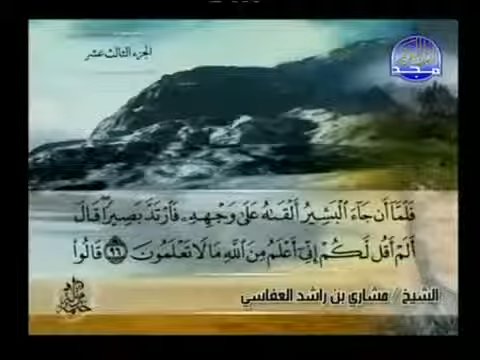 الجزء الثالث عشر
مجد
فَلَمَّآ أَن جَآءَ ٱلْبَشِيرُ أَلْقَىٰهُ عَلَىٰ وَجْهِهِۦ فَٱرْتَدَّ بَصِيرًا ۖ قَالَ
أَلَمْ أَقُل لَّكُمْ إِنِّىٓ أَعْلَمُ مِنَ ٱللَّهِ مَا لَا تَعْلَمُونَ ٩٦ قَالُوا۟
الشيخ / مشاري بن راشد العفاسي